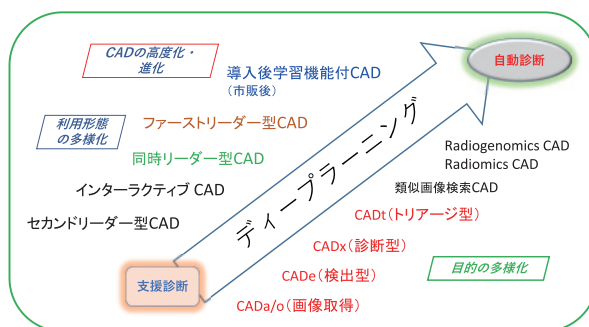 CADの高度化・
進化
自動診断
導入後学習機能付CAD
（市販後）
利用形態
の多様化
ファーストリーダー型CAD
ディープラーニング
同時リーダー型CAD
Radiogenomics CAD
Radiomics CAD
インターラクティブ CAD
類似画像検索CAD
セカンドリーダー型CAD
CADt（トリアージ型）
CADx（診断型）
支援診断
CADe（検出型）
目的の多様化
CADa/o（画像取得）